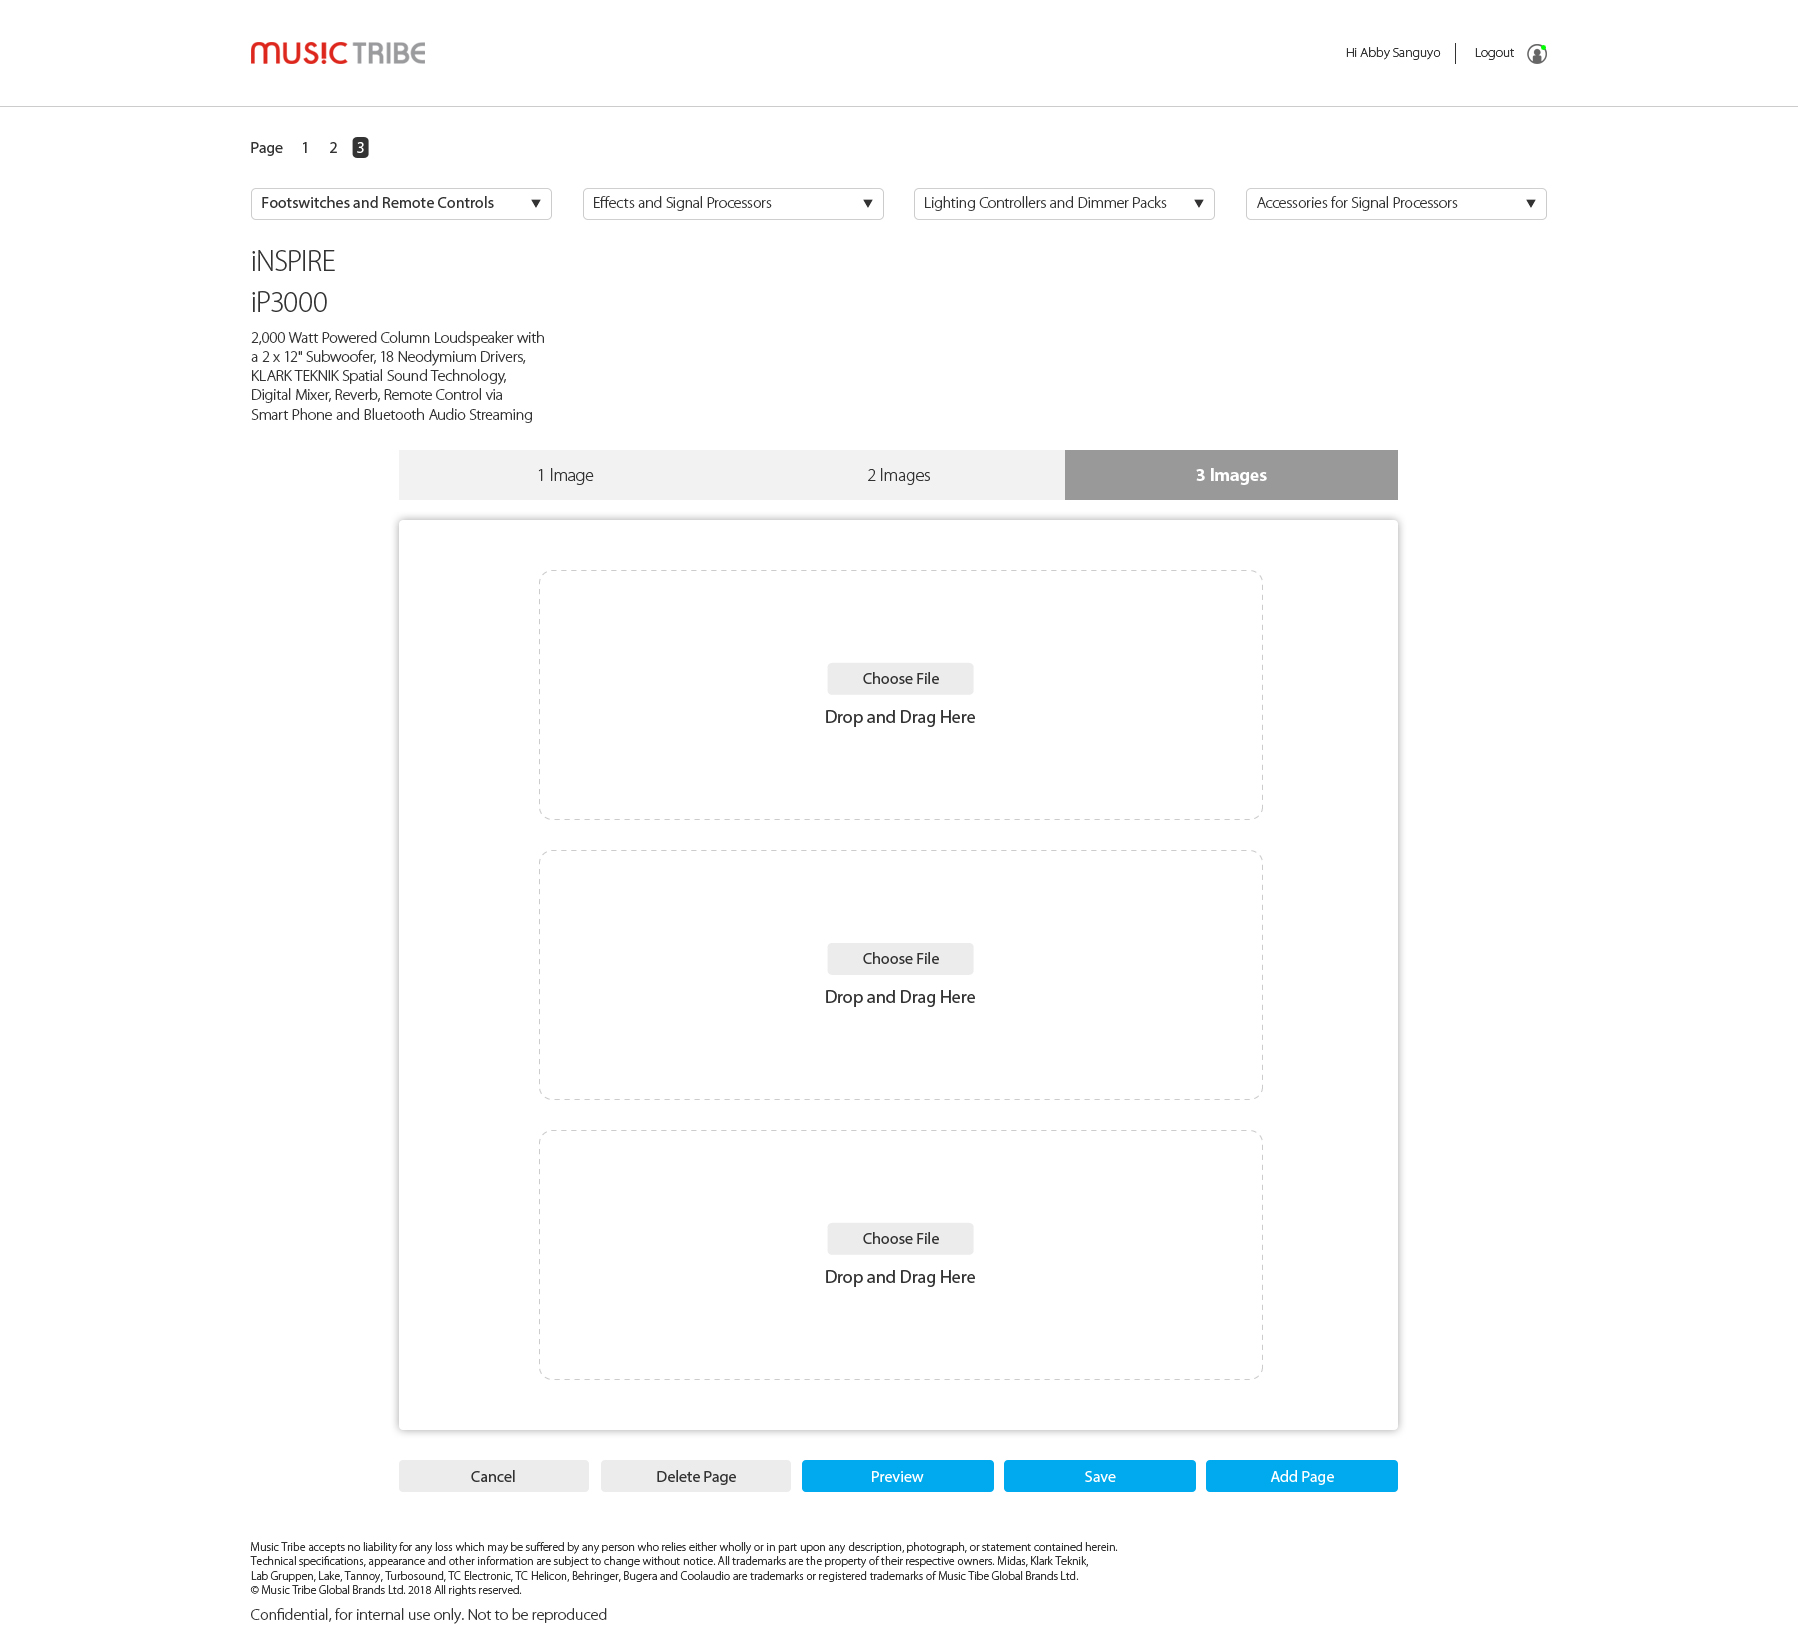 MUSIC TRIBE
Hi Abby Sanguyo
Logout
Page 1 2 3
Footswitches and Remote Controls ▼
Effects and Signal Processors ▼
Lighting Controllers and Dimmer Packs ▼
Accessories for Signal Processors ▼
iNSPIRE
iP3000
2,000 Watt Powered Column Loudspeaker with
a 2 x 12" Subwoofer, 18 Neodymium Drivers,
KLARK TEKNIK Spatial Sound Technology,
Digital Mixer, Reverb, Remote Control via
Smart Phone and Bluetooth Audio Streaming
1 Image
2 Images
3 Images
Choose File
Drop and Drag Here
Choose File
Drop and Drag Here
Choose File
Drop and Drag Here
Cancel
Delete Page
Preview
Save
Add Page
Music Tribe accepts no liability for any loss which may be suffered by any person who relies either wholly or in part upon any description, photograph, or statement contained herein.
Technical specifications, appearance and other information are subject to change without notice. All trademarks are the property of their respective owners. Midas, Klark Teknik,
Lab Gruppen, Lake, Tannoy, Turbosound, TC Electronic, TC Helicon, Behringer, Bugera and Coolaudio are trademarks or registered trademarks of Music Tibe Global Brands Ltd.
© Music Tribe Global Brands Ltd. 2018 All rights reserved.
Confidential, for internal use only. Not to be reproduced